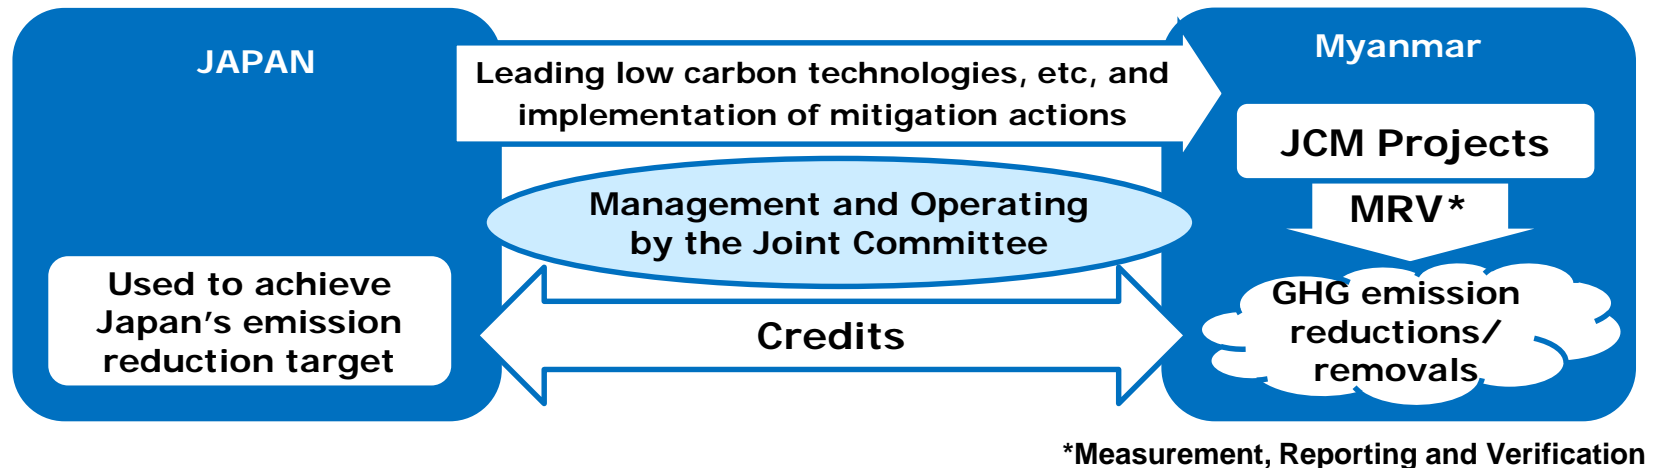 JAPAN
Leading low carbon technologies, etc, and
implementation of mitigation actions
Myanmar
JCM Projects
MRV*
Management and Operating
by the Joint Committee
Used to achieve
Japan's emission
reduction target
Credits
GHG emission
reductions/
removals
*Measurement, Reporting and Verification